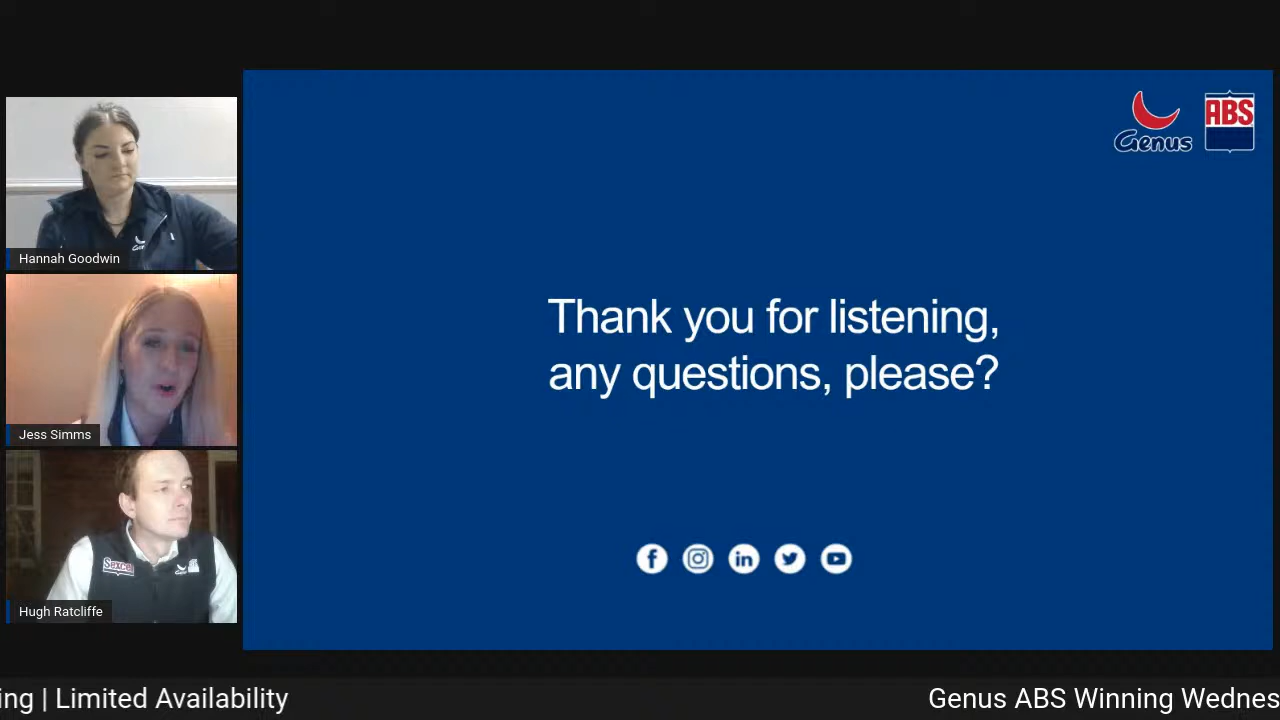 Genus
ABS
Hannah Goodwin
Thank you for listening,
any questions, please?
Jess Simms
Sexcel
Hugh Ratcliffe
ing | Limited Availability
Genus ABS Winning Wednes